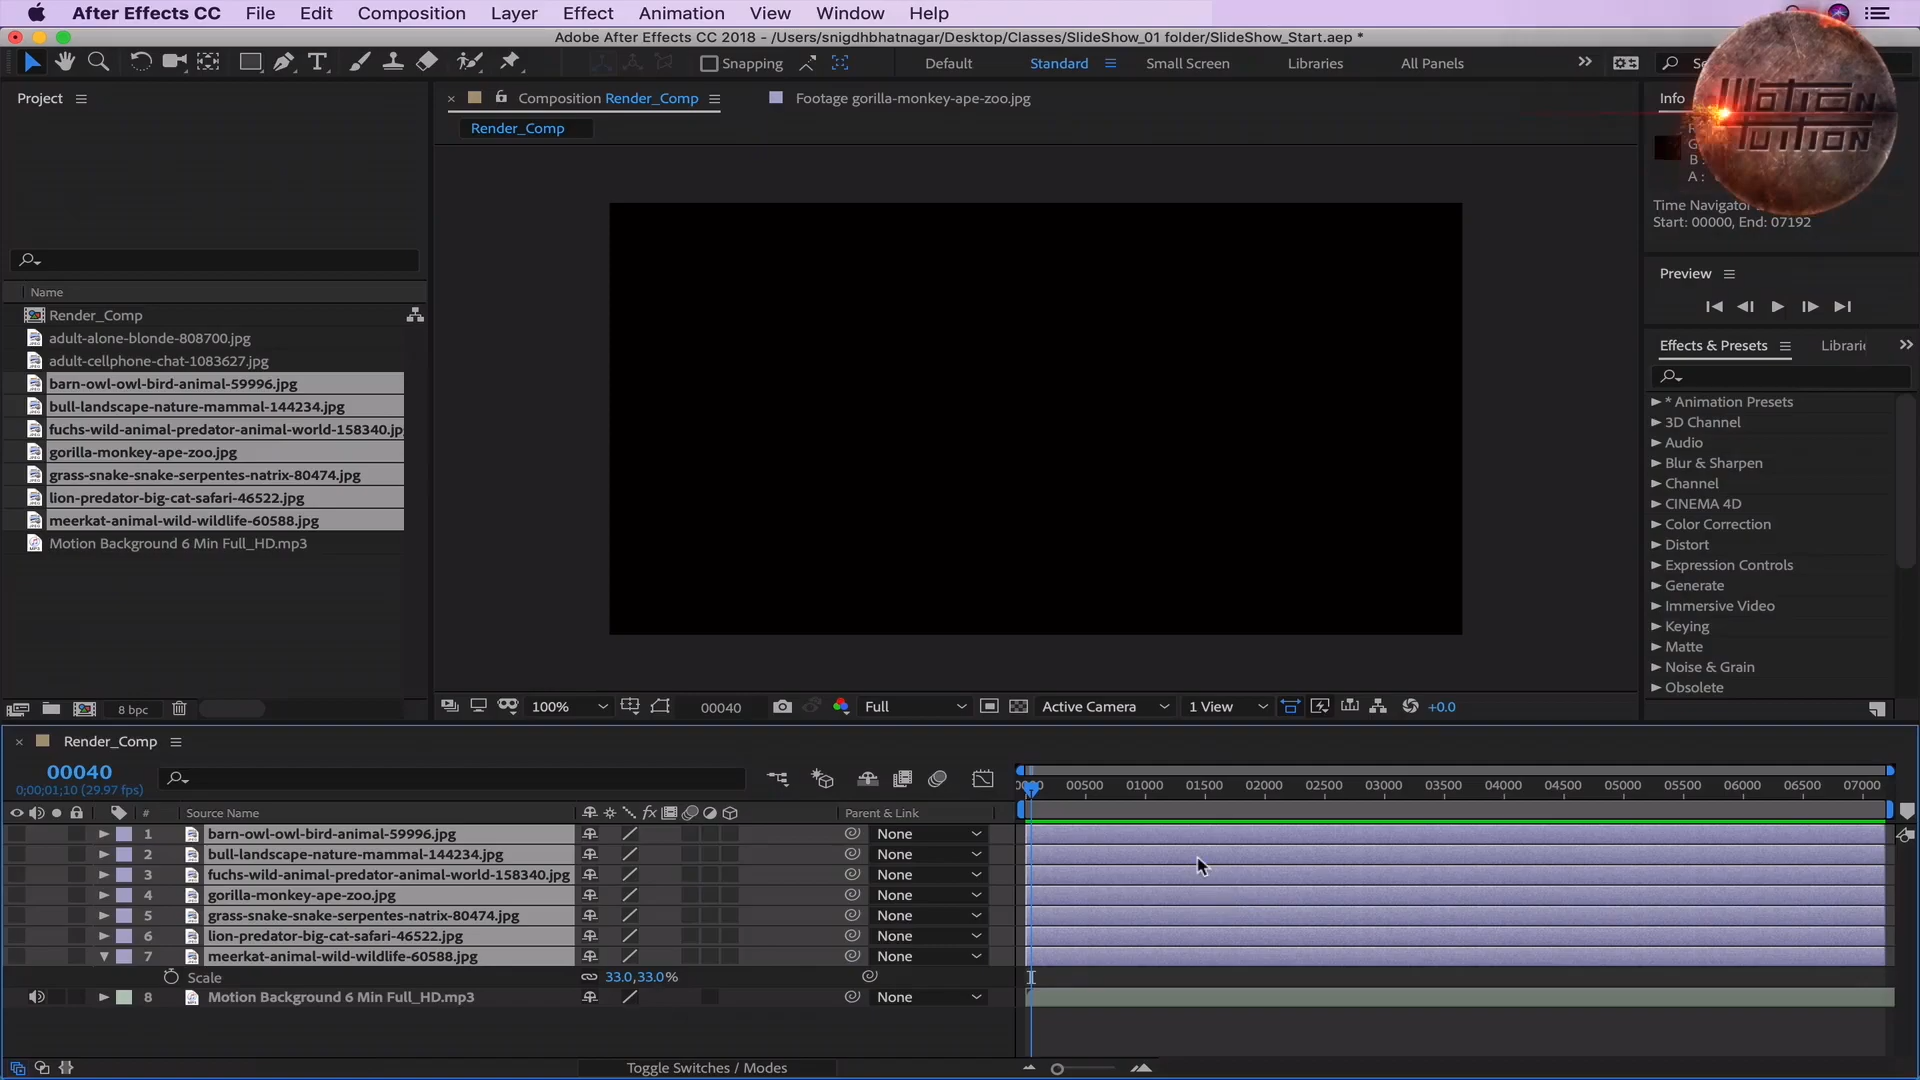 After Effects CC File Edit Composition Layer Effect Animation View Window Help
Adobe After Effects CC 2018 - /Users/snigdhbhatnagar/Desktop/Classes/SlideShow_01 folder/SlideShow_Start.aep *
Snapping Default Standard Small Screen Libraries All Panels
Project
Composition Render_Comp Footage gorilla-monkey-ape-zoo.jpg
Render_Comp
Info
MOTION
TUITION
B :
A :
Time Navigator
Start: 00000, End: 07192
Preview
Effects & Presets
* Animation Presets
3D Channel
Audio
Blur & Sharpen
Channel
CINEMA 4D
Color Correction
Distort
Expression Controls
Generate
Immersive Video
Keying
Matte
Noise & Grain
Obsolete
Name
Render_Comp
adult-alone-blonde-808700.jpg
adult-cellphone-chat-1083627.jpg
barn-owl-owl-bird-animal-59996.jpg
bull-landscape-nature-mammal-144234.jpg
fuchs-wild-animal-predator-animal-world-158340.jp
gorilla-monkey-ape-zoo.jpg
grass-snake-snake-serpentes-natrix-80474.jpg
lion-predator-big-cat-safari-46522.jpg
meerkat-animal-wild-wildlife-60588.jpg
Motion Background 6 Min Full_HD.mp3
8 bpc
100% 00040 Full Active Camera 1 View +0.0
Render_Comp
00040
0;00;01;10 (29.97 fps)
00500 01000 01500 02000 02500 03000 03500 04000 04500 05000 05500 06000 06500 07000
# Source Name fx Parent & Link
1 barn-owl-owl-bird-animal-59996.jpg None
2 bull-landscape-nature-mammal-144234.jpg None
3 fuchs-wild-animal-predator-animal-world-158340.jpg None
4 gorilla-monkey-ape-zoo.jpg None
5 grass-snake-snake-serpentes-natrix-80474.jpg None
6 lion-predator-big-cat-safari-46522.jpg None
7 meerkat-animal-wild-wildlife-60588.jpg None
Scale 33.0,33.0%
8 Motion Background 6 Min Full_HD.mp3 None
Toggle Switches / Modes